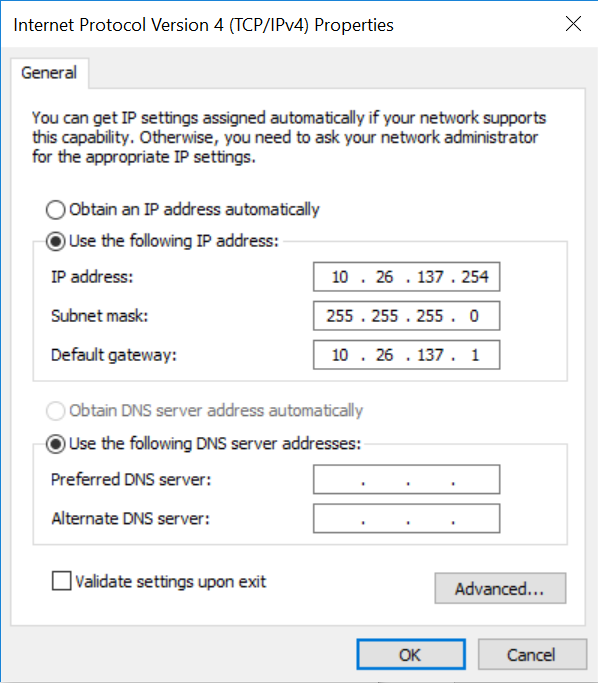 Internet Protocol Version 4 (TCP/IPv4) Properties
General
You can get IP settings assigned automatically if your network supports
this capability. Otherwise, you need to ask your network administrator
for the appropriate IP settings.
Obtain an IP address automatically
Use the following IP address:
IP address: 10 . 26 . 137 . 254
Subnet mask: 255 . 255 . 255 . 0
Default gateway: 10 . 26 . 137 . 1
Obtain DNS server address automatically
Use the following DNS server addresses:
Preferred DNS server: . . .
Alternate DNS server: . . .
Validate settings upon exit
Advanced...
OK Cancel